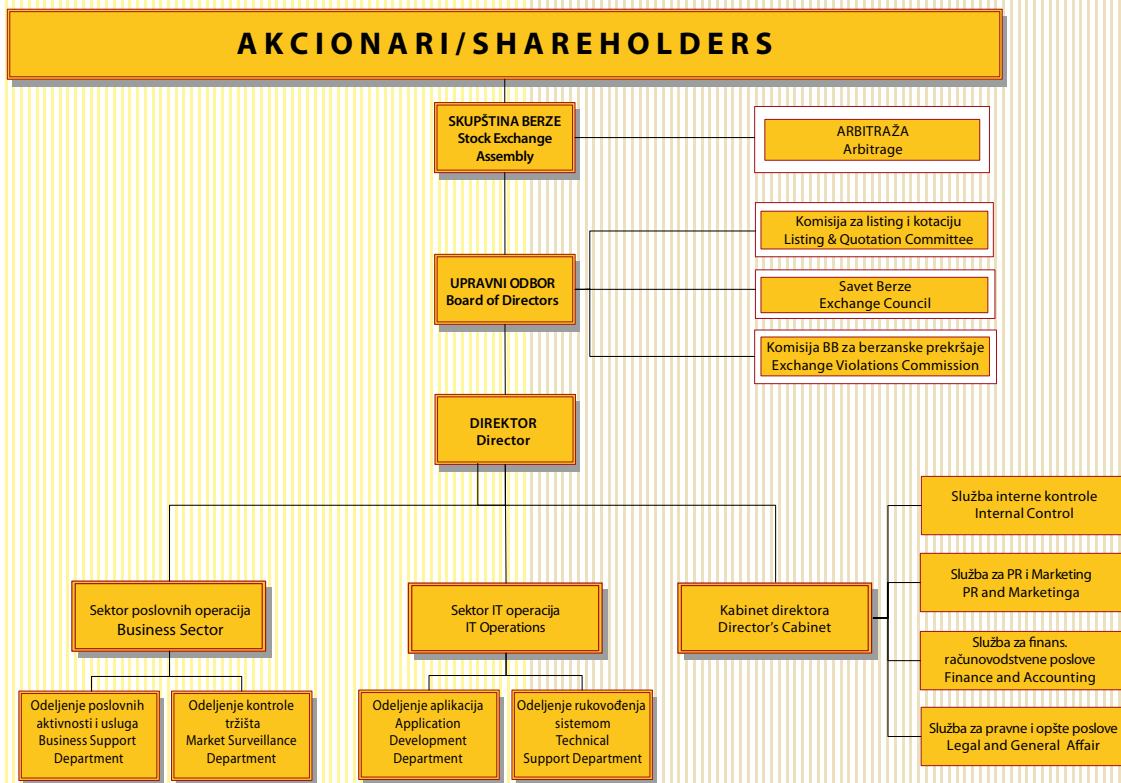 AKCIONARI/SHAREHOLDERS
SKUPŠTINA BERZE
Stock Exchange
Assembly
ARBITRAŽA
Arbitrage
Komisija za listing i kotaciju
Listing & Quotation Committee
UPRAVNI ODBOR
Board of Directors
Savet Berze
Exchange Council
Komisija BB za berzanske prekršaje
Exchange Violations Commission
DIREKTOR
Director
Služba interne kontrole
Internal Control
Služba za PR i Marketing
PR and Marketinga
Služba za finans.
računovodstvene poslove
Finance and Accounting
Služba za pravne i opšte poslove
Legal and General Affair
Sektor poslovnih operacija
Business Sector
Sektor IT operacija
IT Operations
Kabinet direktora
Director's Cabinet
Odeljenje poslovnih
aktivnosti i usluga
Business Support
Department
Odeljenje kontrole
tržišta
Market Surveillance
Department
Odeljenje aplikacija
Application
Development
Department
Odeljenje rukovođenja
sistemom
Technical
Support Department